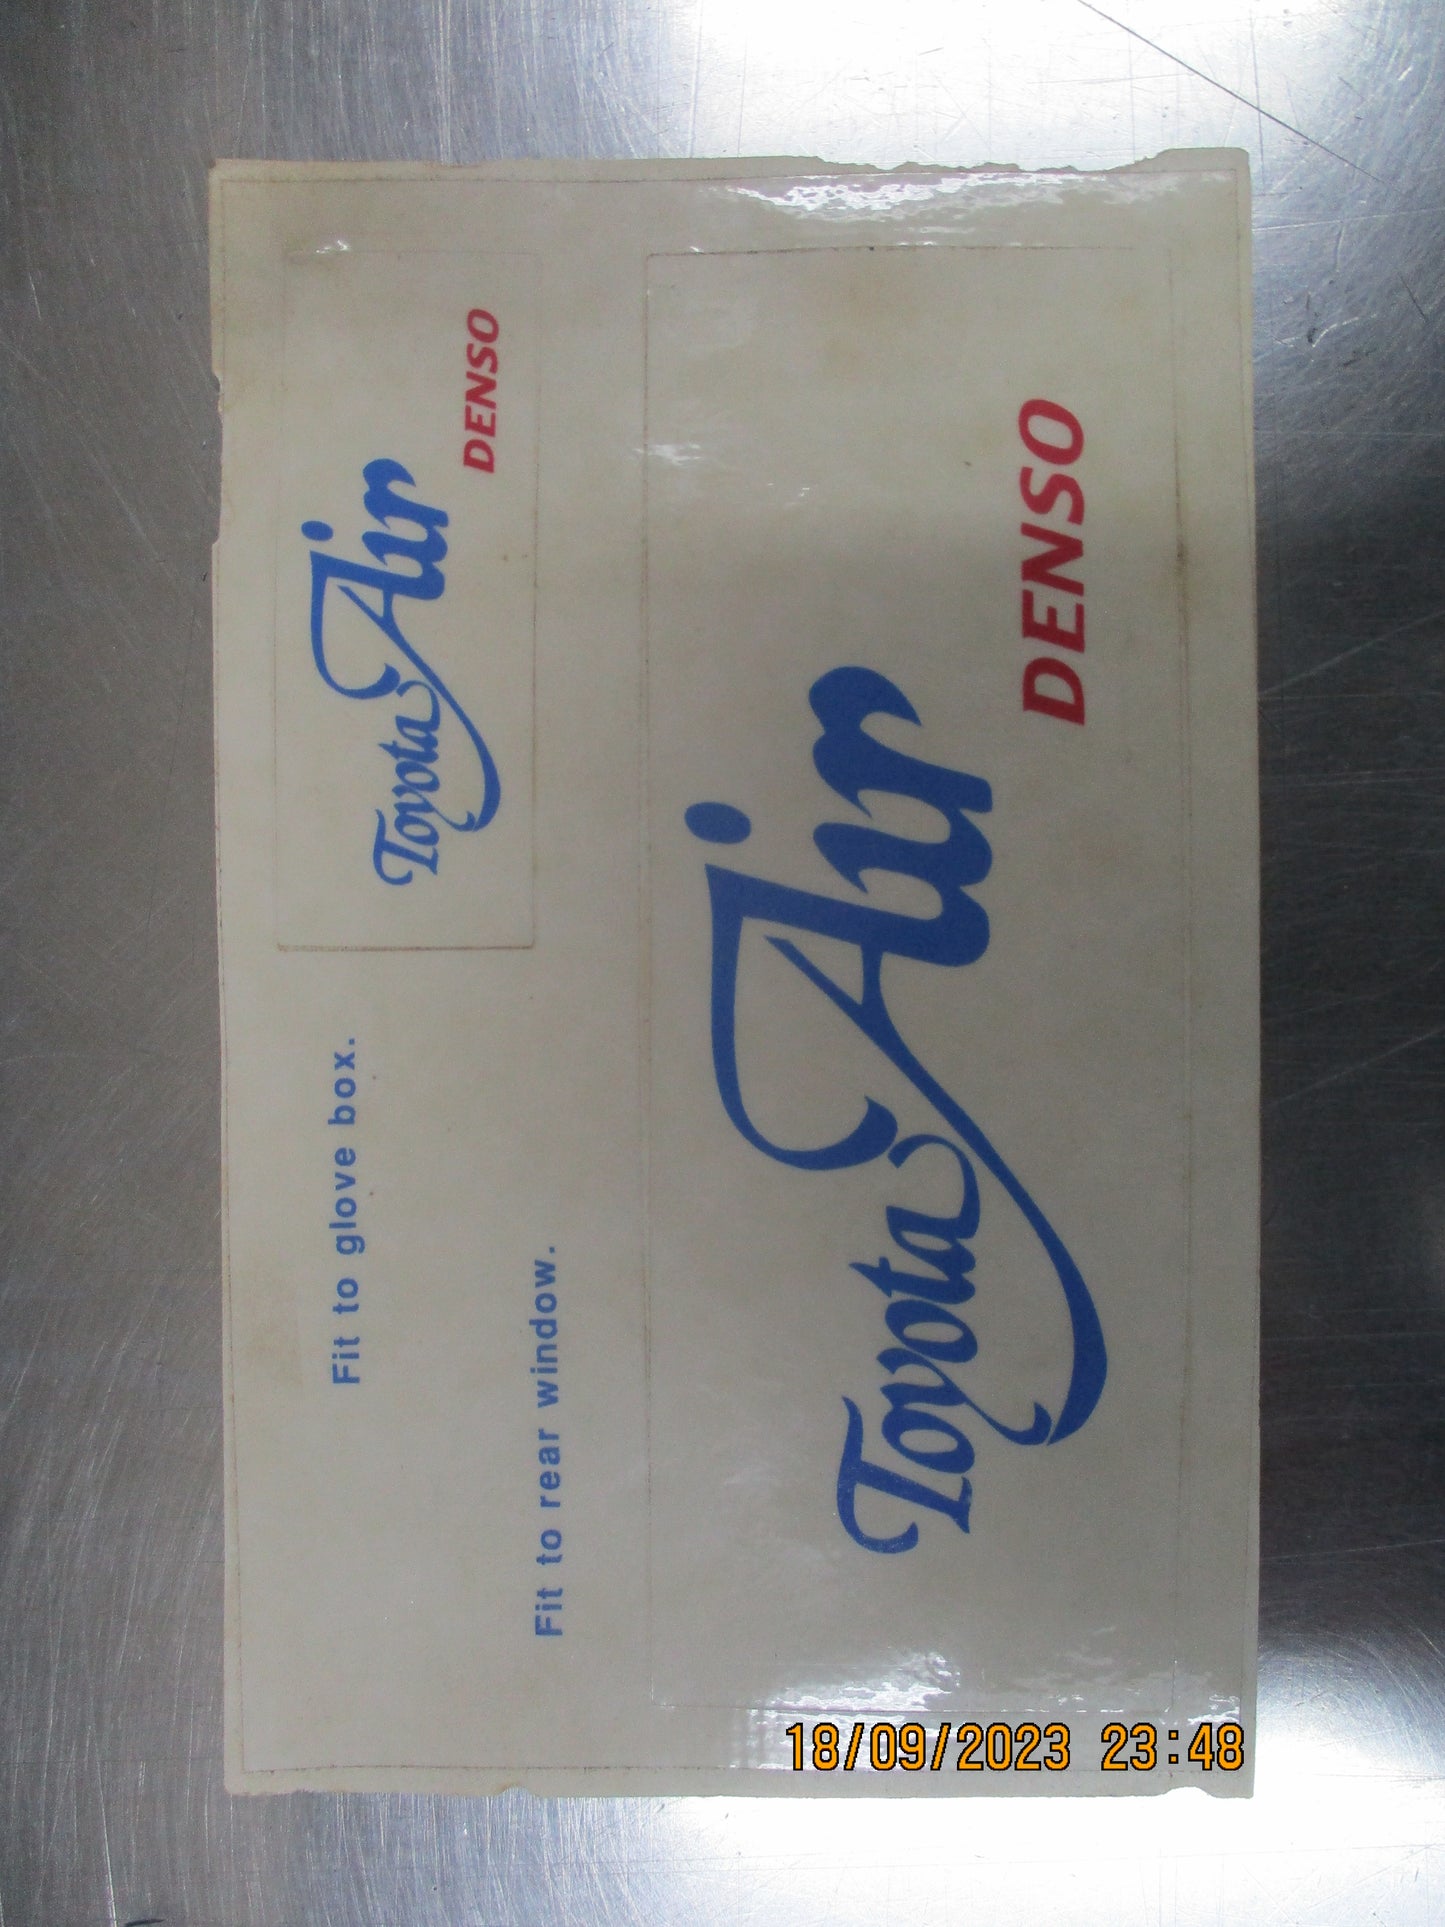 Toyota Air
DENSO
Fit to glove box.
Fit to rear window.
Toyota Air
DENSO
18/09/2023 23:48